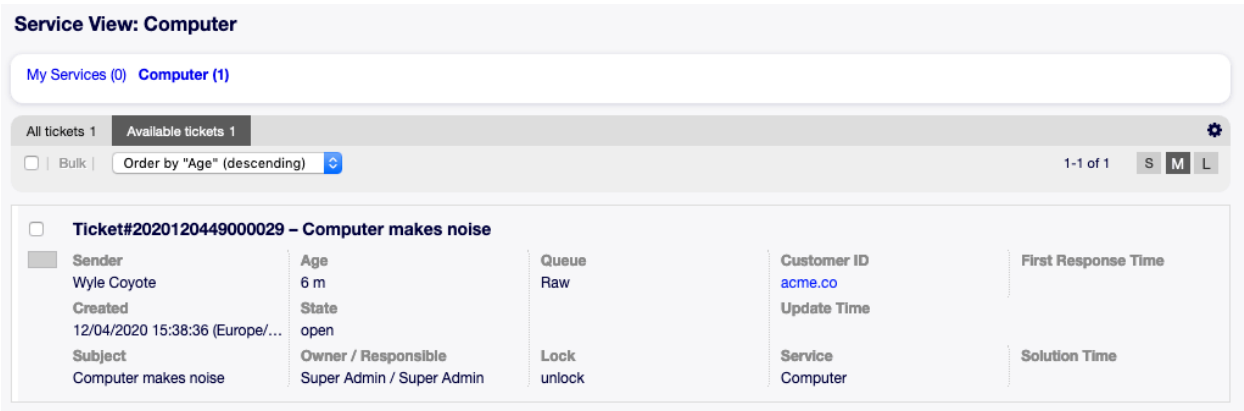 Service View: Computer
My Services (0) Computer (1)
All tickets 1 Available tickets 1
| Bulk | Order by "Age" (descending) 1-1 of 1 S M L
Ticket#2020120449000029 – Computer makes noise
Sender Age Queue Customer ID First Response Time
Wyle Coyote 6 m Raw acme.co
Created State Update Time
12/04/2020 15:38:36 (Europe/... open
Subject Owner / Responsible Lock Service Solution Time
Computer makes noise Super Admin / Super Admin unlock Computer